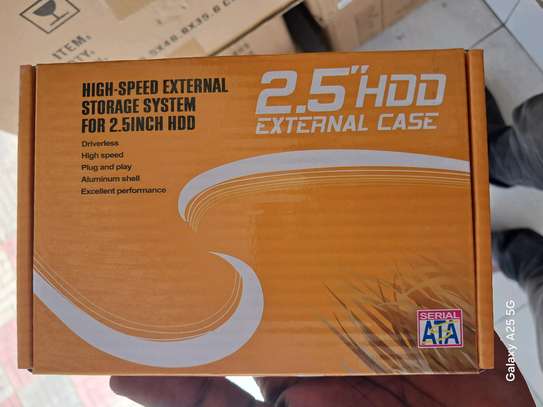 ITEM.
HIGH-SPEED EXTERNAL
STORAGE SYSTEM
FOR 2.5INCH HDD
Driverless
High speed
Plug and play
Aluminum shell
Excellent performance
2.5"HDD
EXTERNAL CASE
SERIAL
ATA
Galaxy A25 5G